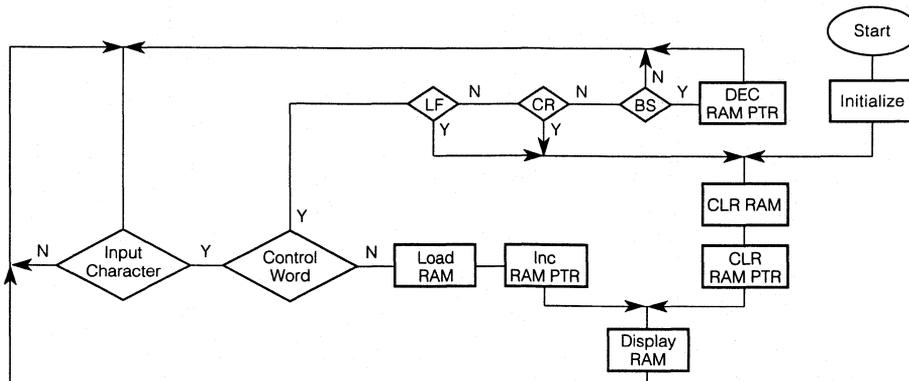 Start
LF
N
CR
N
BS
N
Y
DEC
RAM PTR
Initialize
Y
Y
CLR RAM
Y
N
Input
Character
Y
Control
Word
N
Load
RAM
Inc
RAM PTR
CLR
RAM PTR
Display
RAM